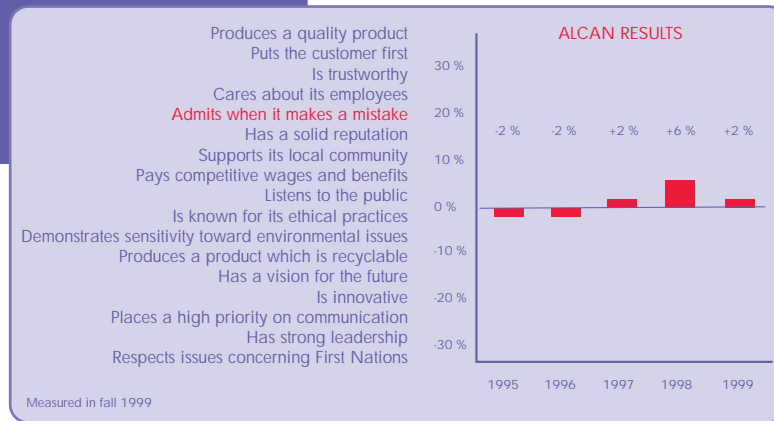 Produces a quality product
Puts the customer first
Is trustworthy
Cares about its employees
Admits when it makes a mistake
Has a solid reputation
Supports its local community
Pays competitive wages and benefits
Listens to the public
Is known for its ethical practices
Demonstrates sensitivity toward environmental issues
Produces a product which is recyclable
Has a vision for the future
Is innovative
Places a high priority on communication
Has strong leadership
Respects issues concerning First Nations
Measured in fall 1999
ALCAN RESULTS
30 %
20 %
-2 % -2 % +2 % +6 % +2 %
10 %
0 %
-10 %
-20 %
-30 %
1995 1996 1997 1998 1999